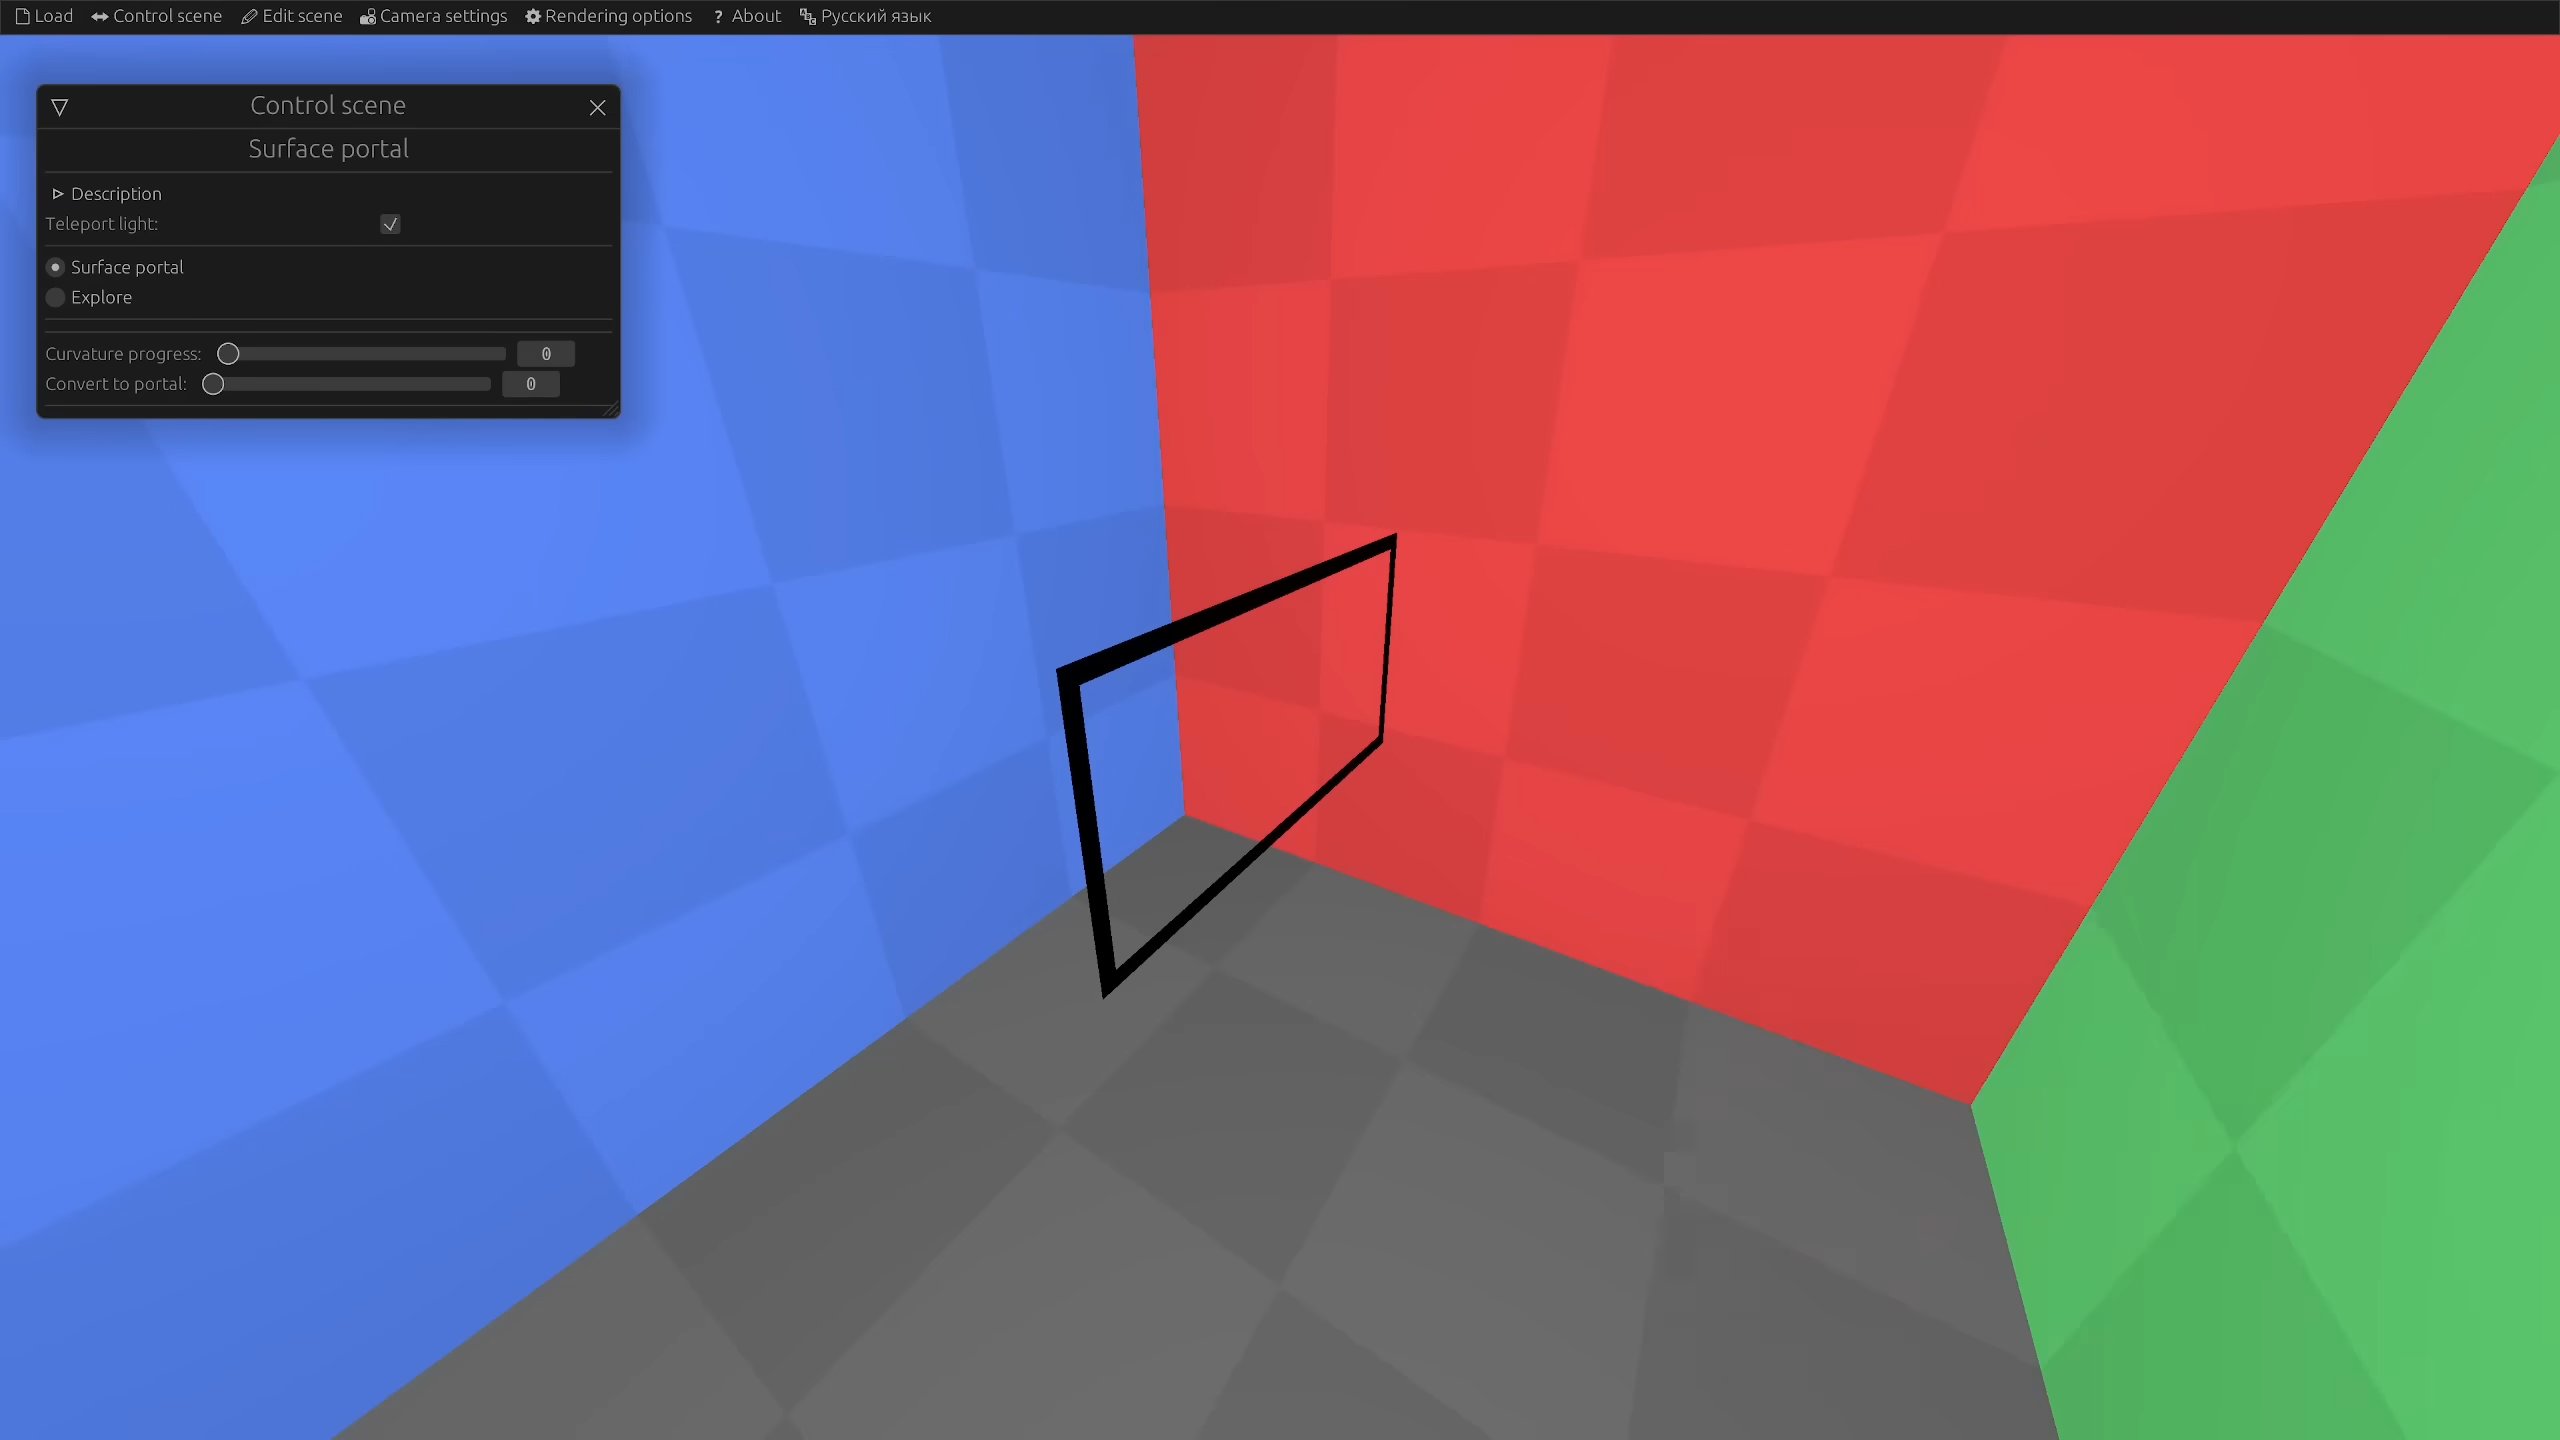 Load Control scene Edit scene Camera settings Rendering options ? About Русский язык
Control scene
Surface portal
Description
Teleport light:
Surface portal
Explore
Curvature progress: 0
Convert to portal: 0